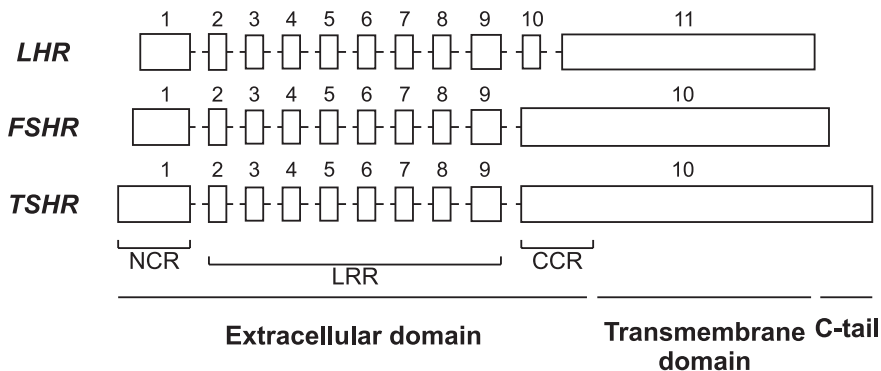 1 2 3 4 5 6 7 8 9 10 11
LHR
1 2 3 4 5 6 7 8 9 10
FSHR
1 2 3 4 5 6 7 8 9 10
TSHR
NCR LRR CCR
Extracellular domain Transmembrane C-tail
domain